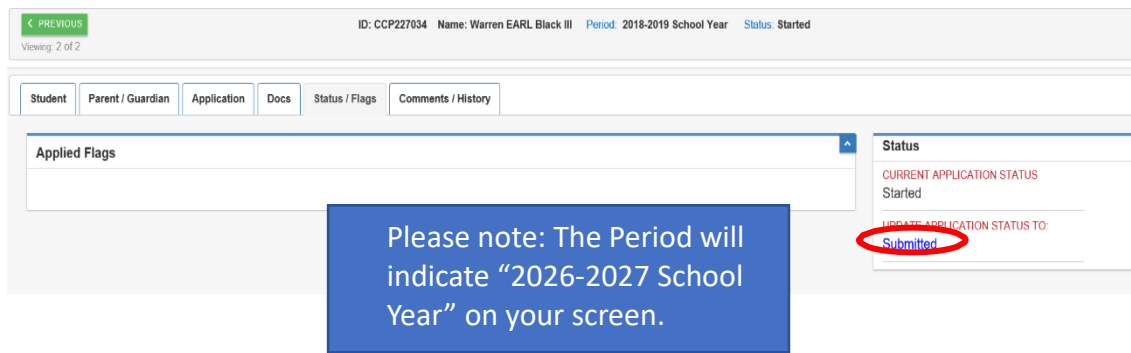 < PREVIOUS
ID: CCP227034 Name: Warren EARL Black III Period: 2018-2019 School Year Status: Started
Viewing: 2 of 2
Student Parent / Guardian Application Docs Status / Flags Comments / History
Applied Flags
Status
CURRENT APPLICATION STATUS
Started
UPDATE APPLICATION STATUS TO:
Submitted
Please note: The Period will
indicate “2026-2027 School
Year” on your screen.